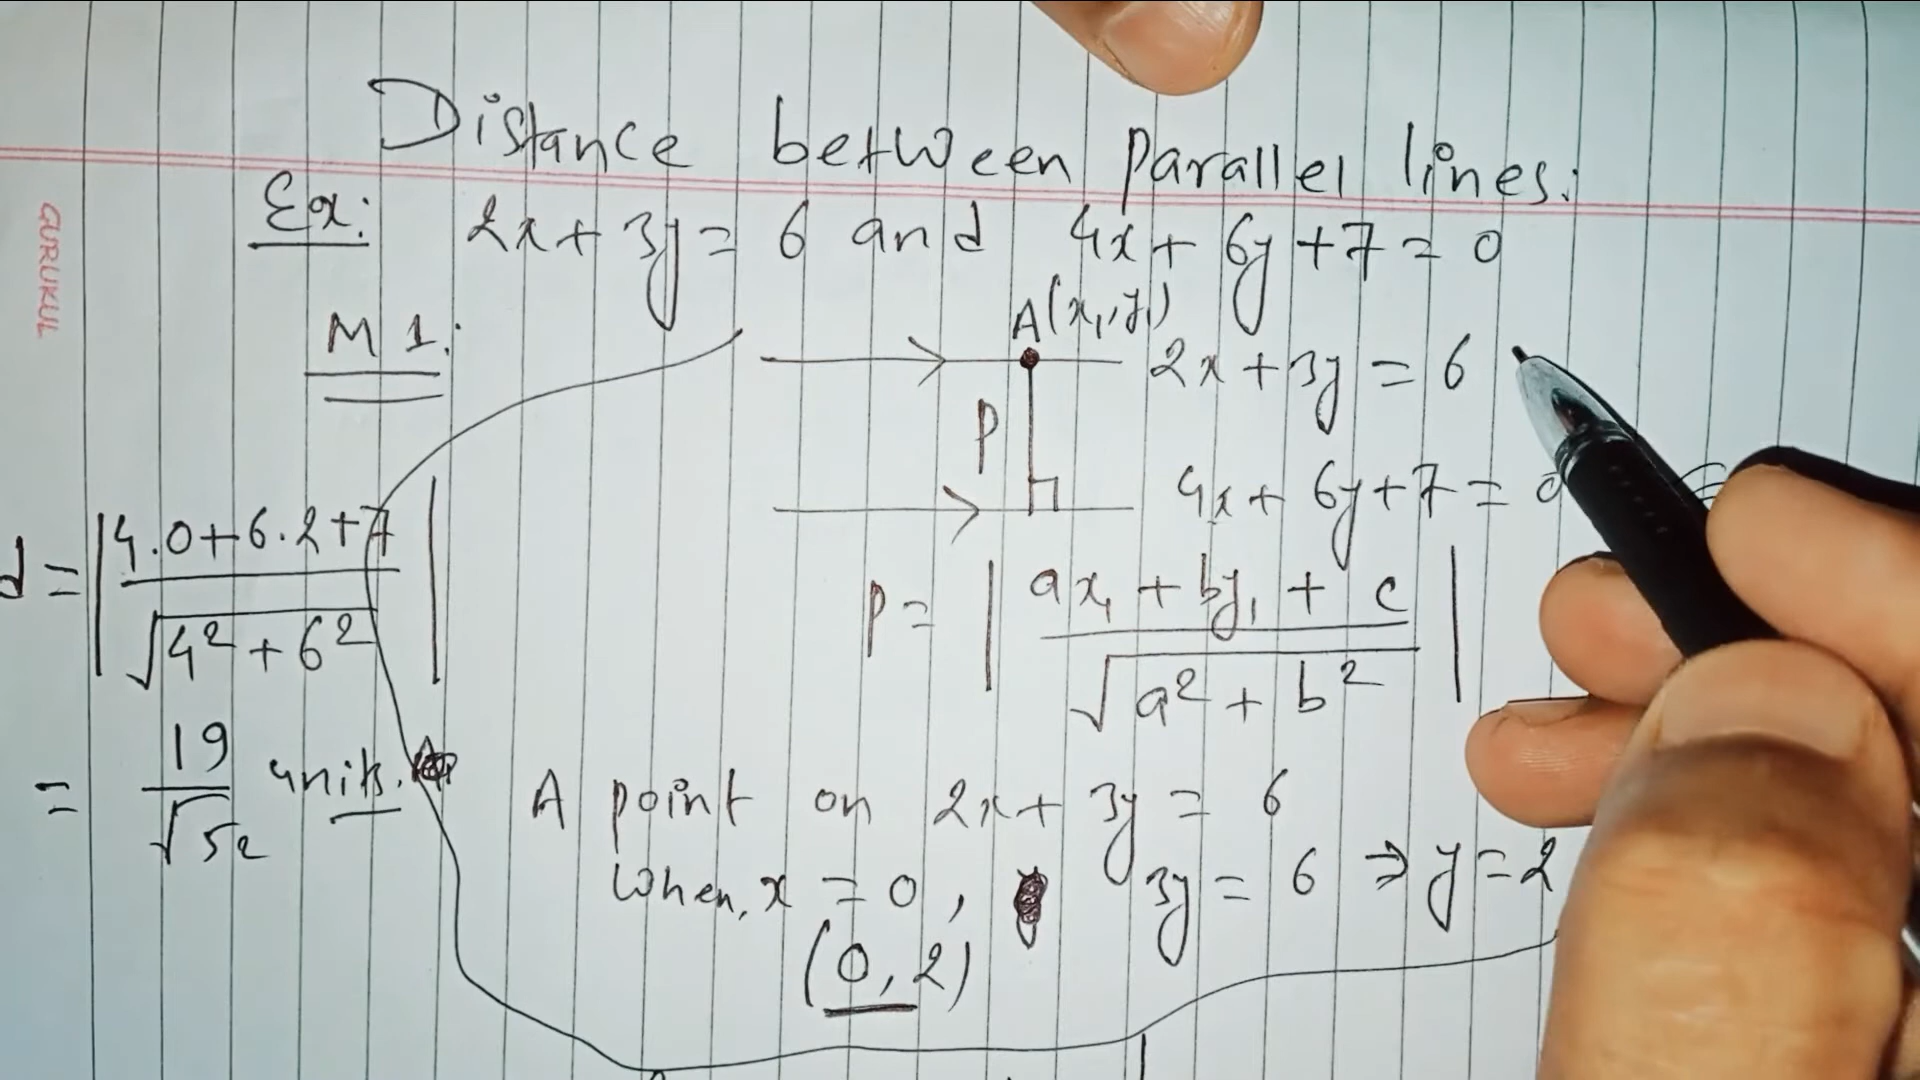 Distance between parallel lines:
Ex: 2x + 3y = 6 and 4x + 6y + 7 = 0
M 1:
A(x₁, y₁)
2x + 3y = 6
P
4x + 6y + 7 = 0
P = | ax₁ + by₁ + c / √a² + b² |
A point on 2x + 3y = 6
When, x = 0, 3y = 6 ⇒ y = 2
(0, 2)
d = | 4.0 + 6.2 + 7 / √4² + 6² |
= 19 / √52 units.
GURUKUL